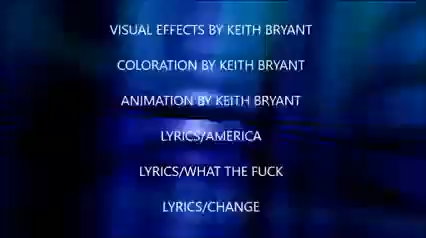 VISUAL EFFECTS BY KEITH BRYANT
COLORATION BY KEITH BRYANT
ANIMATION BY KEITH BRYANT
LYRICS/AMERICA
LYRICS/WHAT THE FUCK
LYRICS/CHANGE